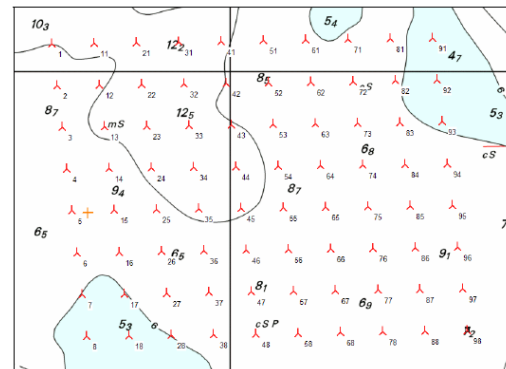 10₃ 12₂ 5₄ 4₇
1 11 21 31 41 51 61 71 81 91
8₅ cS 6
2 12 22 32 42 52 62 72 82 92
8₇ mS 12₅ 5₃
3 13 23 33 43 53 63 73 83 93
6₈ cS
4 14 24 34 44 54 64 74 84 94
9₄ 8₇
5 15 25 35 45 55 65 75 85 95
6₅ 6₅ 9₁ 7
6 16 26 36 46 56 66 76 86 96
8₁ 6₉
7 17 27 37 47 57 67 77 87 97
5₃ 6 cSP
8 18 28 38 48 58 68 78 88 98